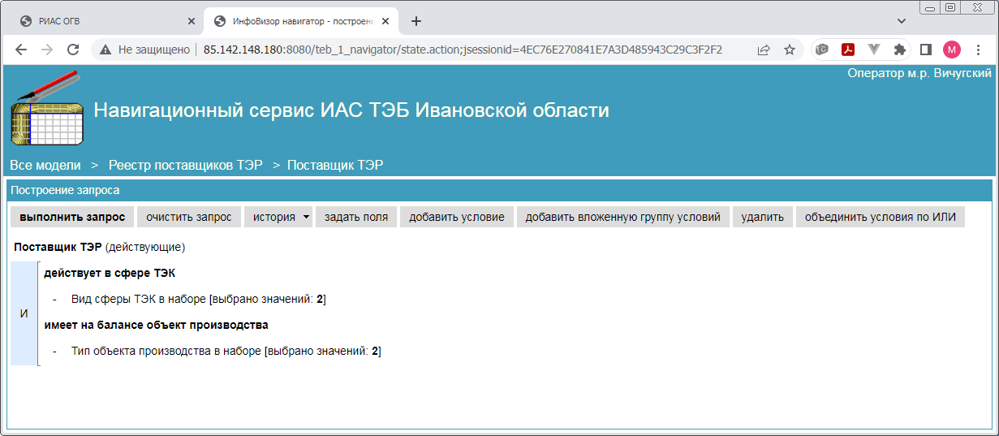 РИАС ОГВ
ИнфоВизор навигатор - построени
Не защищено
85.142.148.180:8080/teb_1_navigator/state.action;jsessionid=4EC76E270841E7A3D485943C29C3F2F2
M
Оператор м.р. Вичугский
Навигационный сервис ИАС ТЭБ Ивановской области
Все модели > Реестр поставщиков ТЭР > Поставщик ТЭР
Построение запроса
выполнить запрос очистить запрос история задать поля добавить условие добавить вложенную группу условий удалить объединить условия по ИЛИ
Поставщик ТЭР (действующие)
действует в сфере ТЭК
- Вид сферы ТЭК в наборе [выбрано значений: 2]
И
имеет на балансе объект производства
- Тип объекта производства в наборе [выбрано значений: 2]